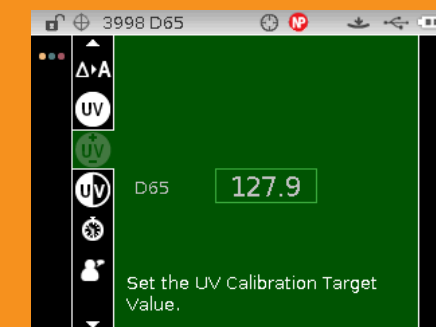 3998 D65
NP
Δ▸A
UV
UV
UV
D65 127.9
Set the UV Calibration Target
Value.